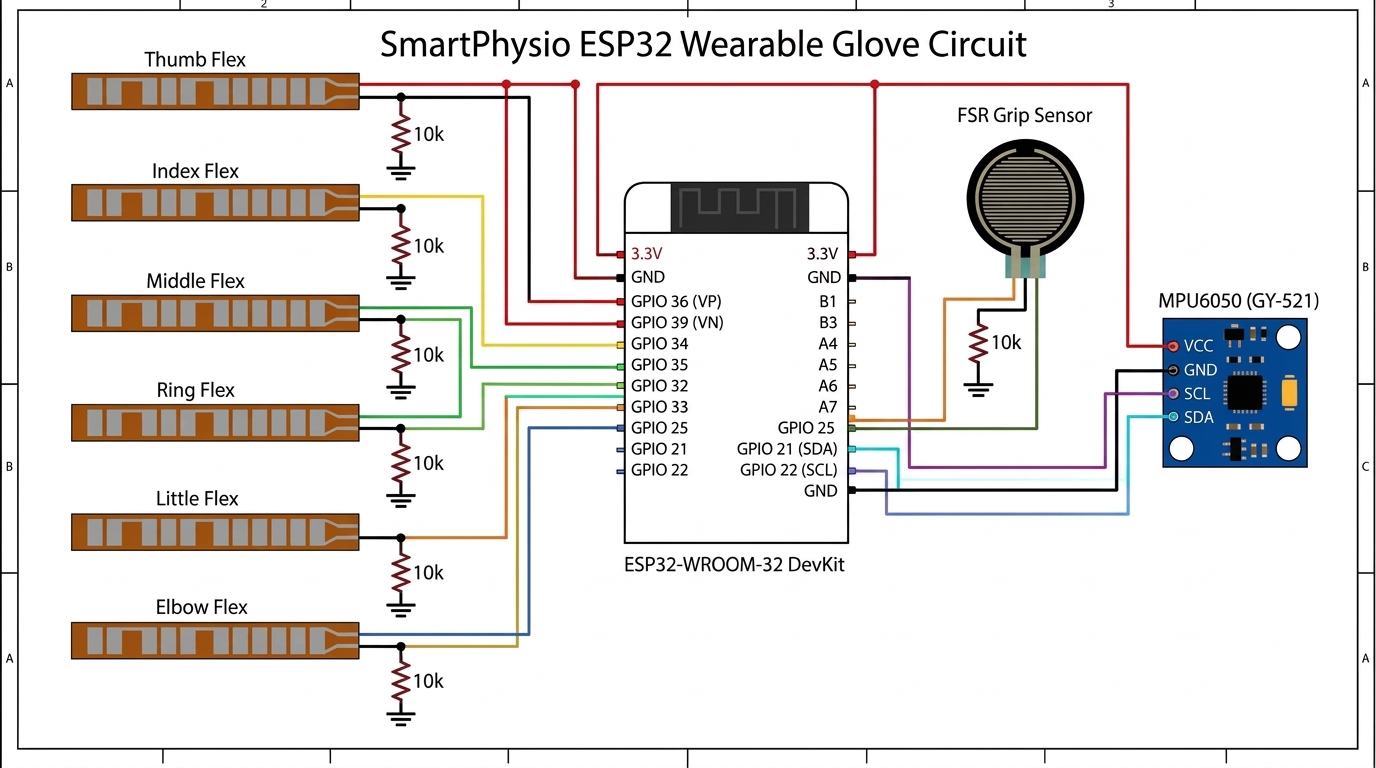 2
3
SmartPhysio ESP32 Wearable Glove Circuit
A
A
B
B
B
C
A
A
Thumb Flex
10k
Index Flex
10k
Middle Flex
10k
Ring Flex
10k
Little Flex
10k
Elbow Flex
10k
3.3V
GND
GPIO 36 (VP)
GPIO 39 (VN)
GPIO 34
GPIO 35
GPIO 32
GPIO 33
GPIO 25
GPIO 21
GPIO 22
3.3V
GND
B1
B3
A4
A5
A6
A7
GPIO 25
GPIO 21 (SDA)
GPIO 22 (SCL)
GND
ESP32-WROOM-32 DevKit
FSR Grip Sensor
10k
MPU6050 (GY-521)
VCC
GND
SCL
SDA